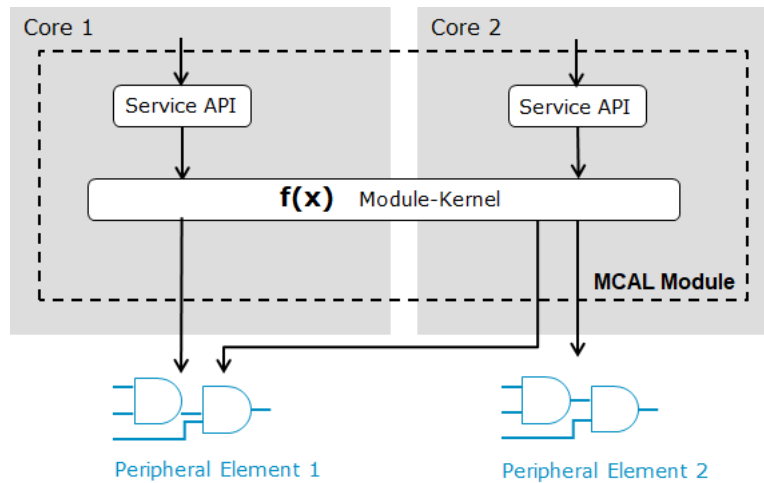 Core 1
Core 2
Service API
Service API
f(x) Module-Kernel
MCAL Module
Peripheral Element 1
Peripheral Element 2